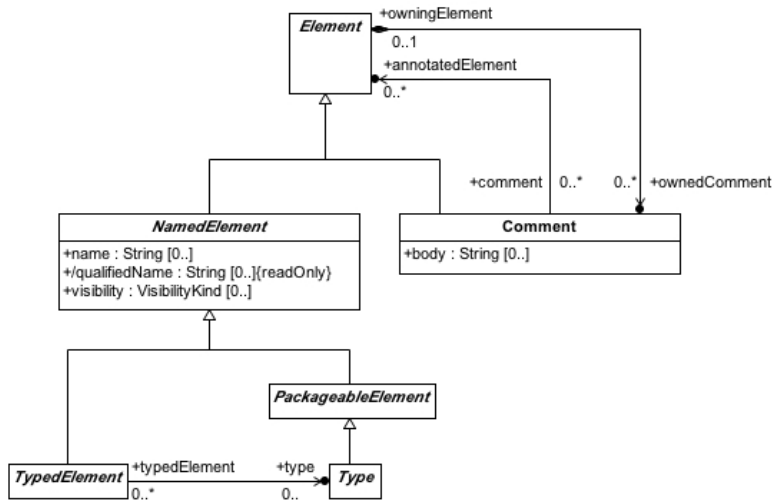 Element
+owningElement
0..1
+annotatedElement
0..*
+comment
0..*
0..*
+ownedComment
NamedElement
+name : String [0..]
+/qualifiedName : String [0..]{readOnly}
+visibility : VisibilityKind [0..]
Comment
+body : String [0..]
PackageableElement
TypedElement
+typedElement
0..*
+type
0..
Type